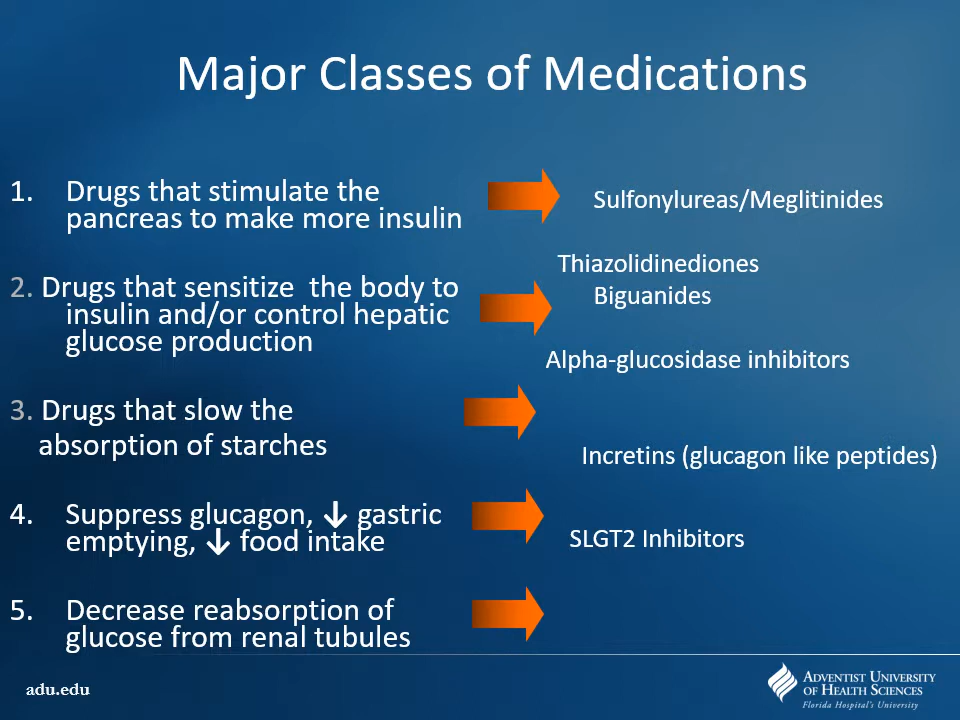 Major Classes of Medications
1. Drugs that stimulate the
pancreas to make more insulin
Sulfonylureas/Meglitinides
2. Drugs that sensitize the body to
insulin and/or control hepatic
glucose production
Thiazolidinediones
Biguanides
3. Drugs that slow the
absorption of starches
Alpha-glucosidase inhibitors
4. Suppress glucagon, ↓ gastric
emptying, ↓ food intake
Incretins (glucagon like peptides)
5. Decrease reabsorption of
glucose from renal tubules
SLGT2 Inhibitors
adu.edu
ADVENTIST UNIVERSITY
OF HEALTH SCIENCES
Florida Hospital's University